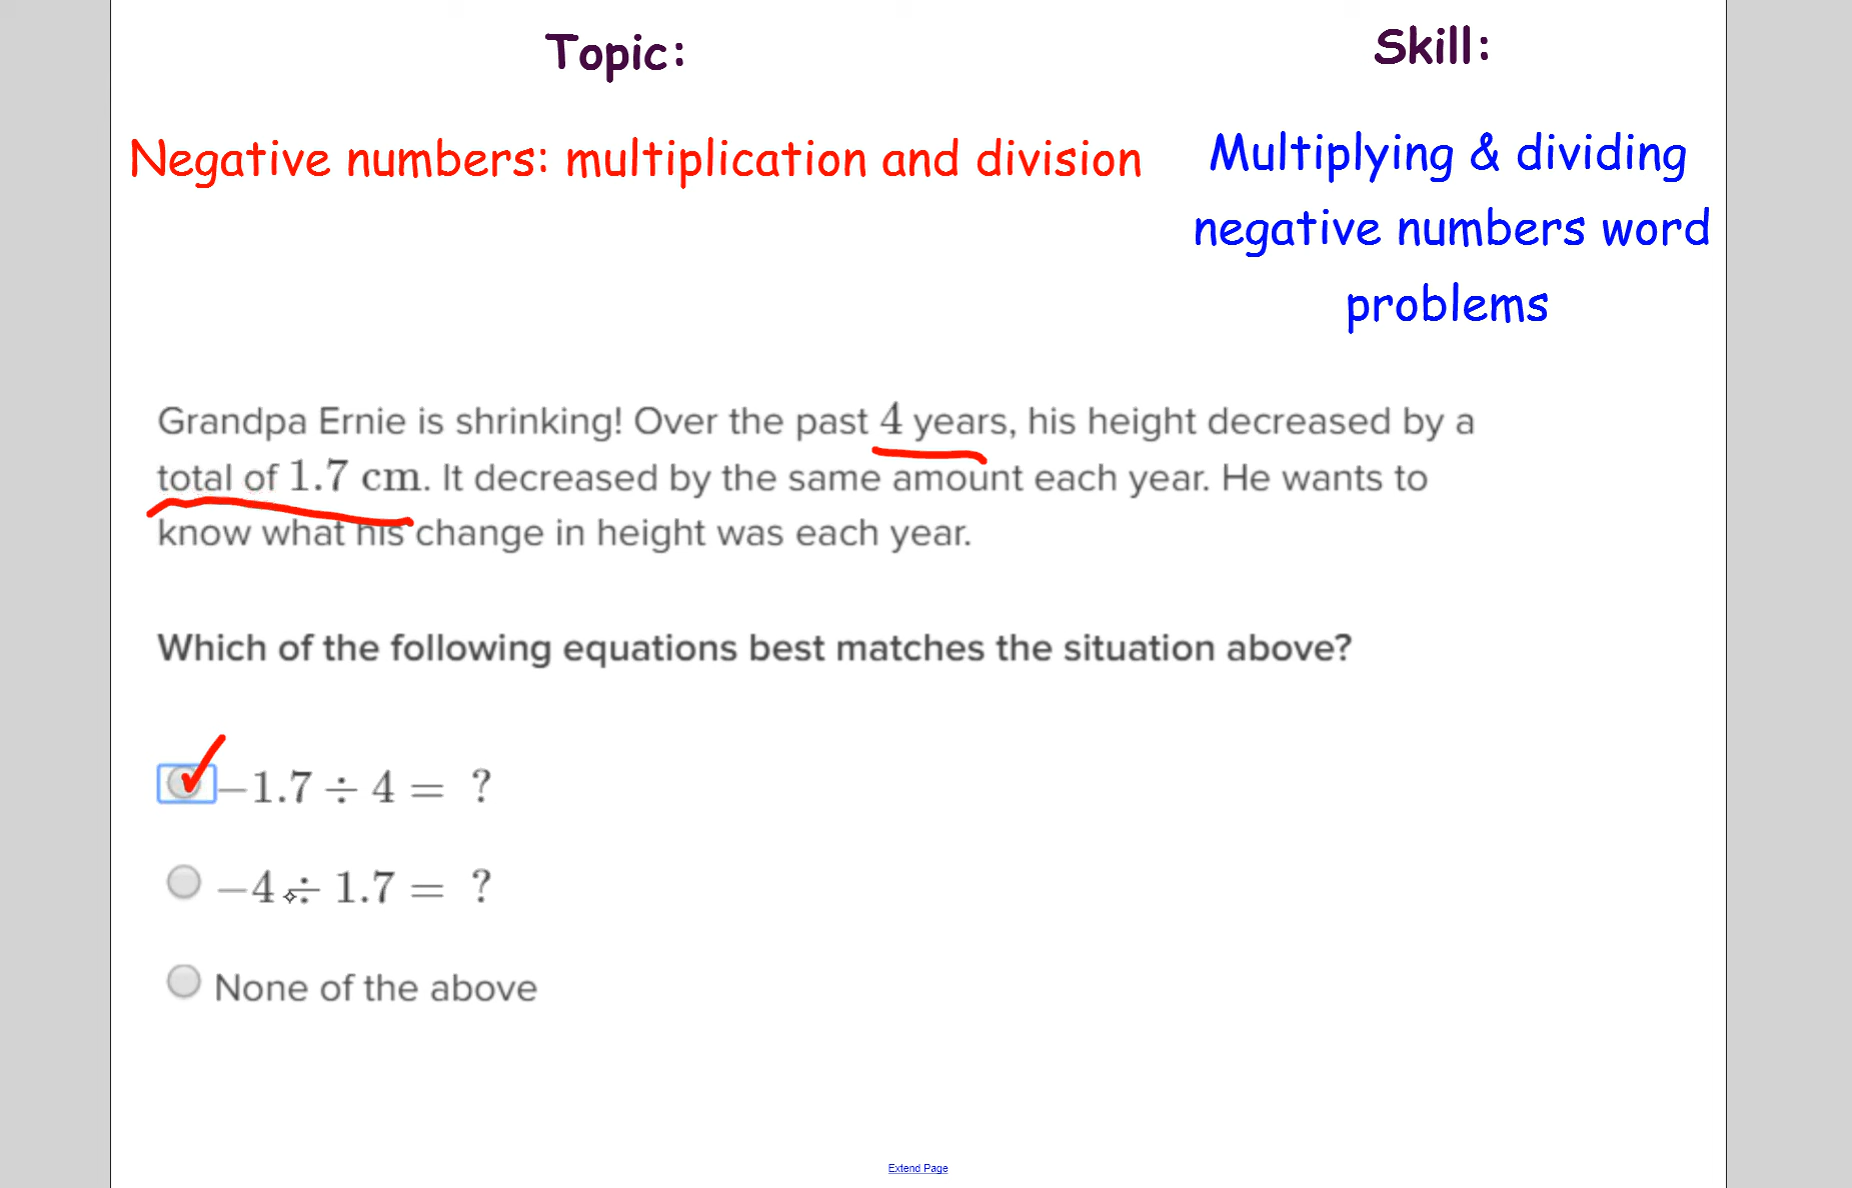 Topic:
Skill:
Negative numbers: multiplication and division
Multiplying & dividing
negative numbers word
problems
Grandpa Ernie is shrinking! Over the past 4 years, his height decreased by a
total of 1.7 cm. It decreased by the same amount each year. He wants to
know what his change in height was each year.
Which of the following equations best matches the situation above?
−1.7 ÷ 4 = ?
−4 ÷ 1.7 = ?
None of the above
Extend Page